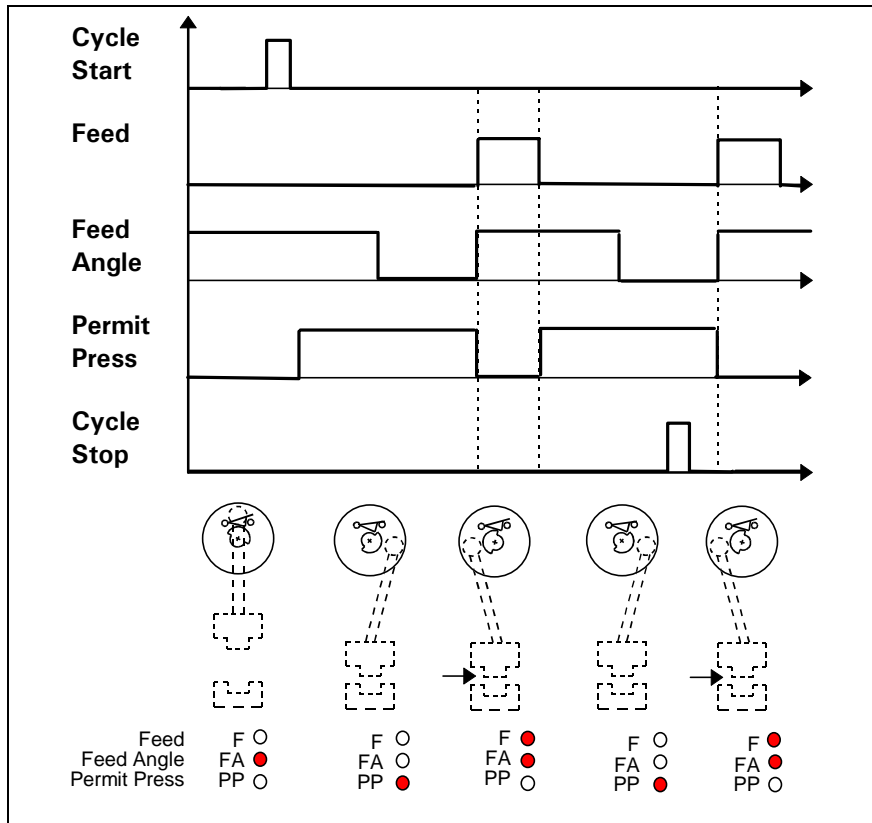 Cycle
Start
Feed
Feed
Angle
Permit
Press
Cycle
Stop
Feed F F F F F
Feed Angle FA FA FA FA FA
Permit Press PP PP PP PP PP